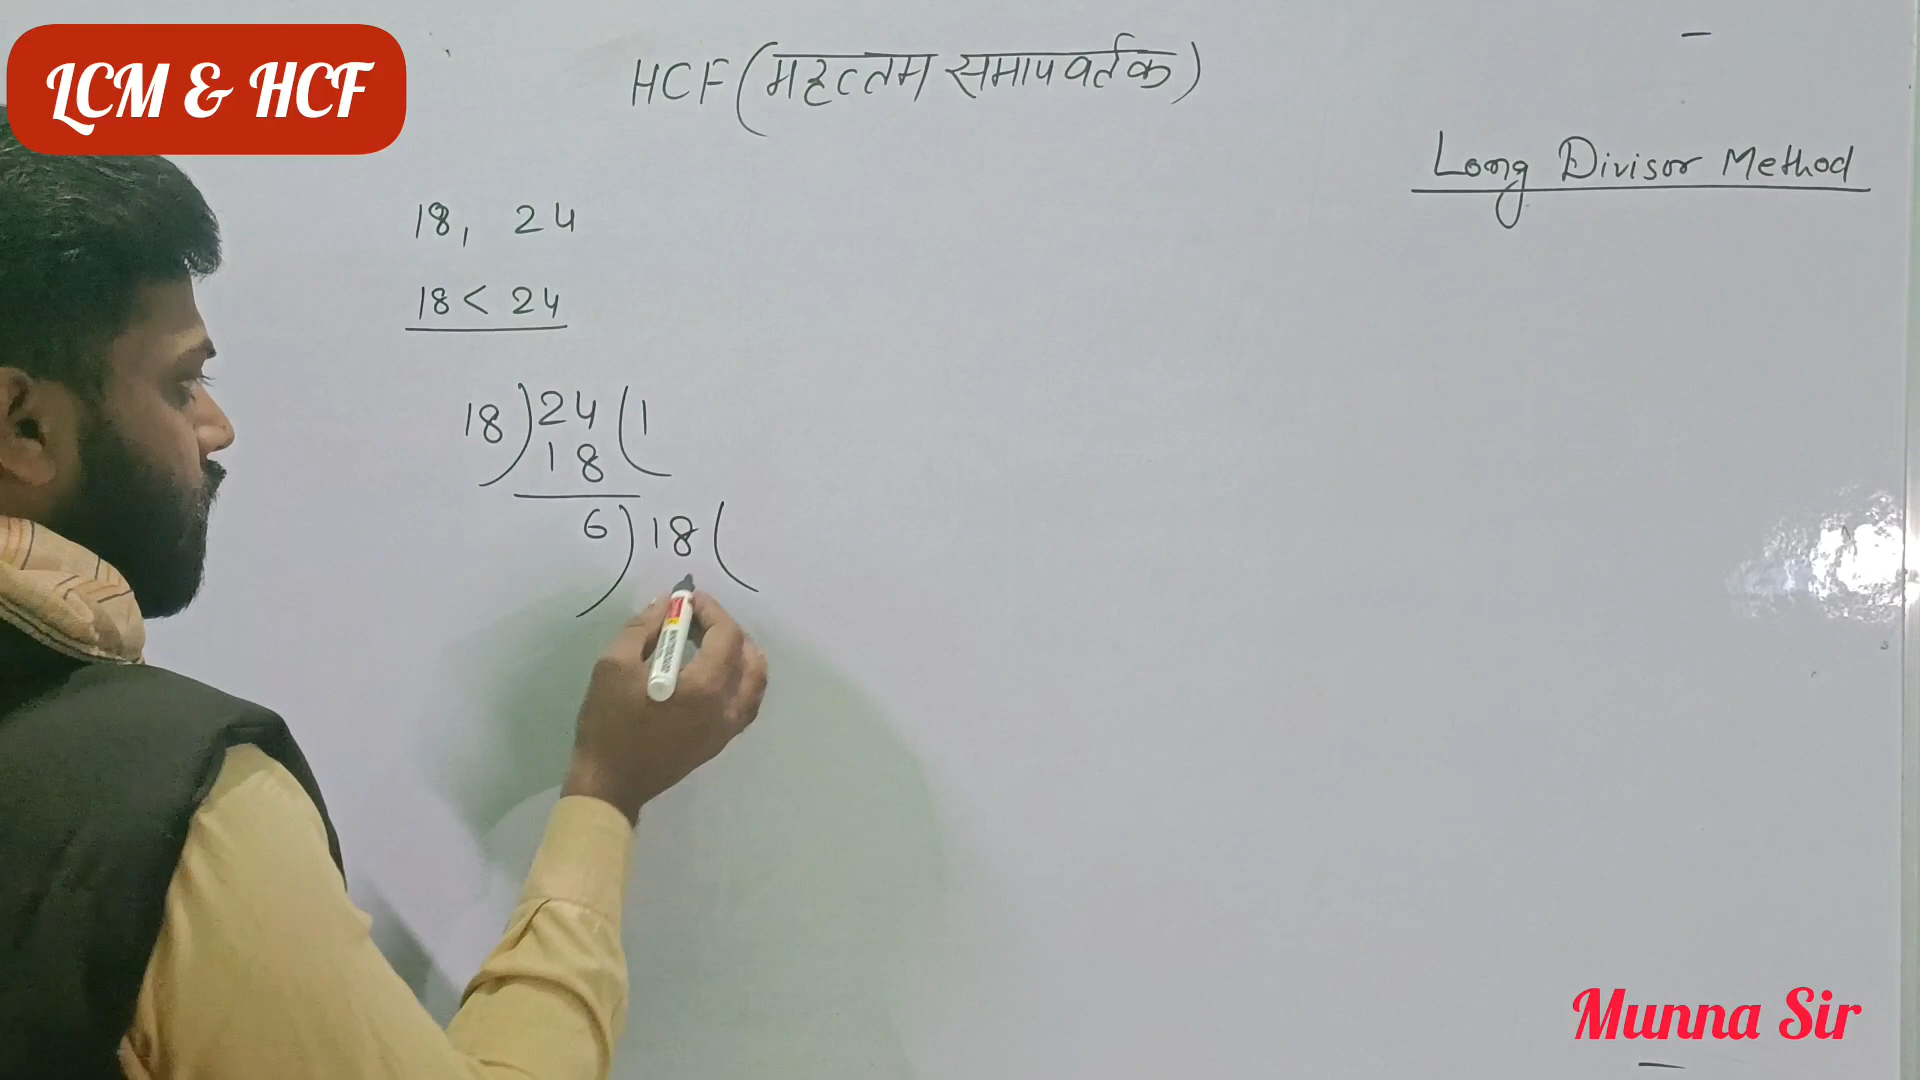 LCM & HCF
HCF (महत्तम समापवर्तक)
Long Divisor Method
18, 24
18 < 24
18 ) 24 ( 1
18
6 ) 18 (
Munna Sir